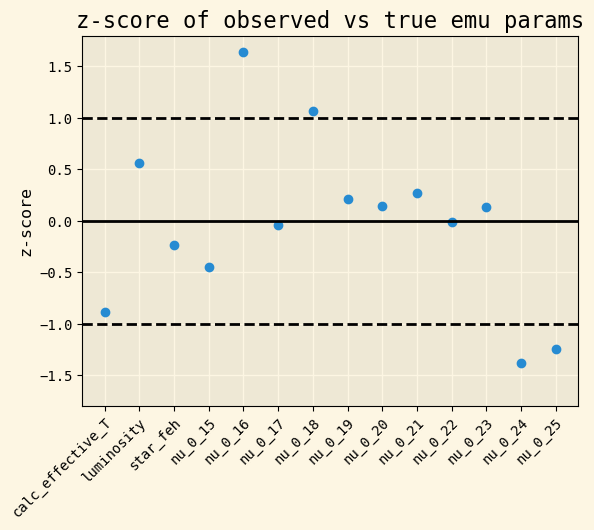 z-score of observed vs true emu params
z-score
1.5
1.0
0.5
0.0
−0.5
−1.0
−1.5
calc_effective_T
luminosity
star_feh
nu_0_15
nu_0_16
nu_0_17
nu_0_18
nu_0_19
nu_0_20
nu_0_21
nu_0_22
nu_0_23
nu_0_24
nu_0_25